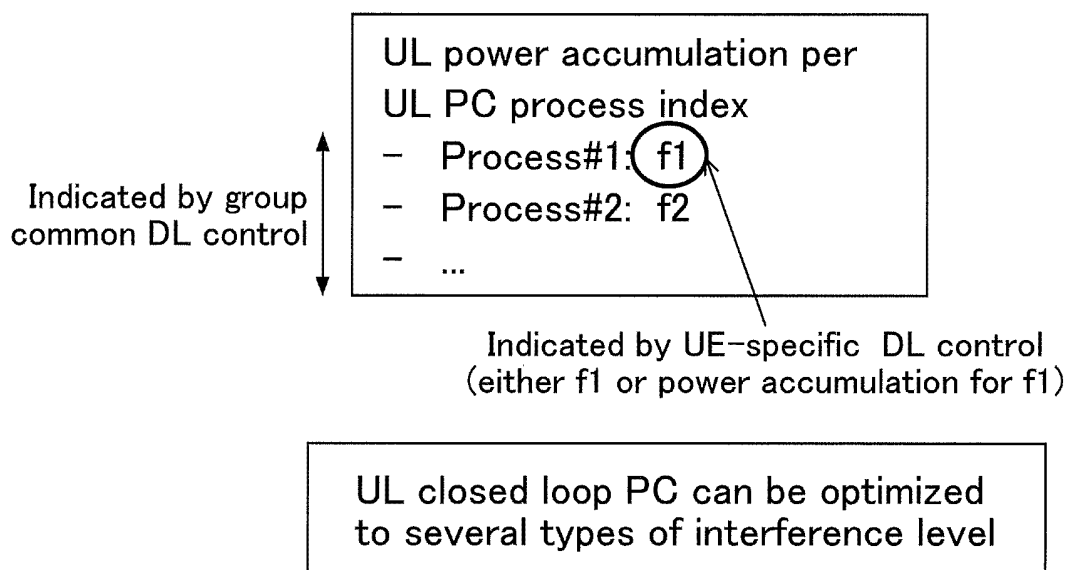 UL power accumulation per
UL PC process index
− Process#1: f1
− Process#2: f2
− ...
Indicated by group
common DL control
Indicated by UE−specific DL control
(either f1 or power accumulation for f1)
UL closed loop PC can be optimized
to several types of interference level